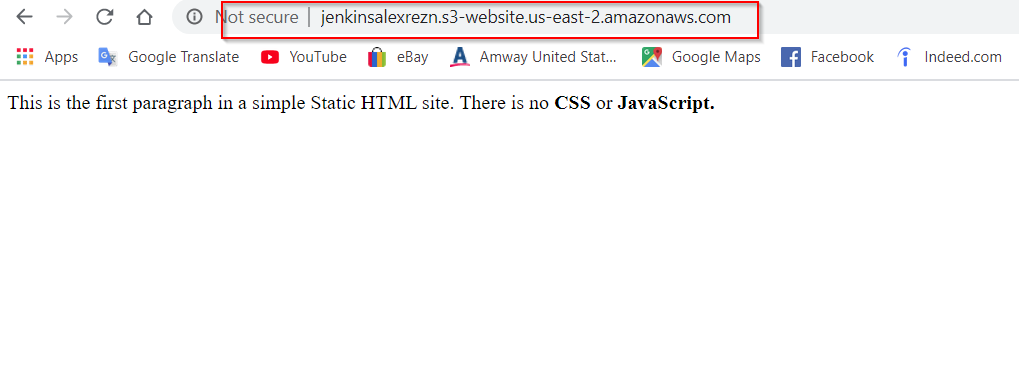 Not secure | jenkinsalexrezn.s3-website.us-east-2.amazonaws.com
Apps Google Translate YouTube eBay Amway United Stat... Google Maps Facebook Indeed.com
This is the first paragraph in a simple Static HTML site. There is no CSS or JavaScript.